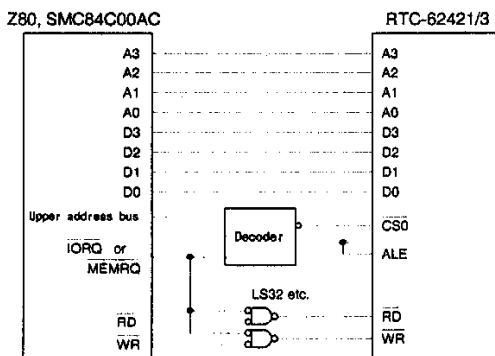 Z80, SMC84C00AC
RTC-62421/3
A3
A3
A2
A2
A1
A1
A0
A0
D3
D3
D2
D2
D1
D1
D0
D0
Upper address bus
Decoder
CS0
IORQ or
MEMRQ
ALE
LS32 etc.
RD
RD
WR
WR